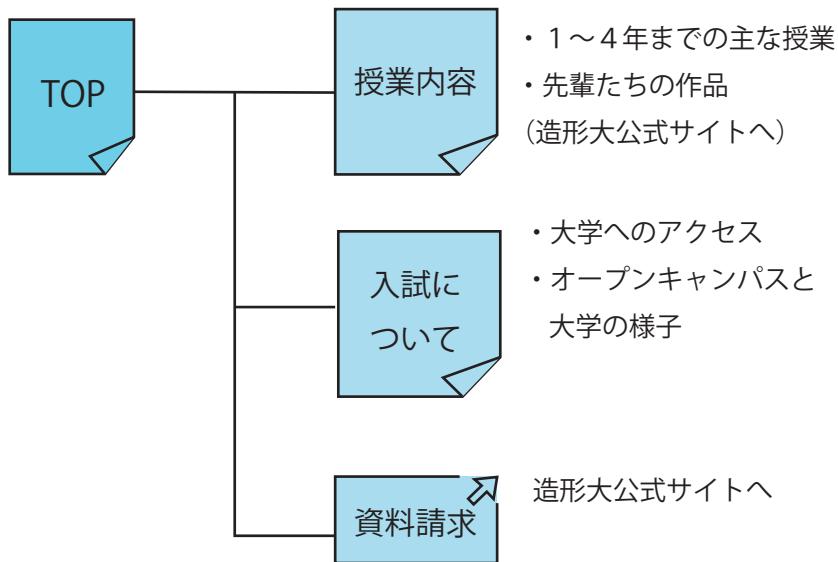 TOP
授業内容
・１～４年までの主な授業
・先輩たちの作品
（造形大公式サイトへ）
入試に
ついて
・大学へのアクセス
・オープンキャンパスと
大学の様子
資料請求
造形大公式サイトへ